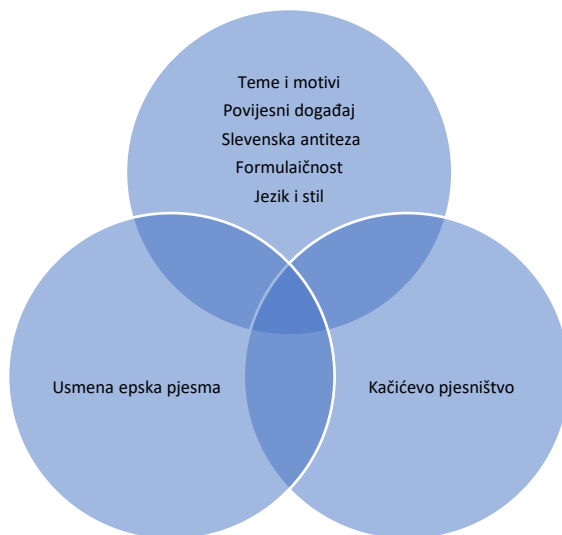 Teme i motivi
Povijesni događaj
Slevenska antiteza
Formulaičnost
Jezik i stil
Usmena epska pjesma
Kačićevo pjesništvo